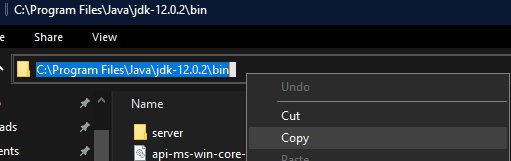 C:\Program Files\Java\jdk-12.0.2\bin
Share
View
C:\Program Files\Java\jdk-12.0.2\bin
Undo
Name
Cut
server
Copy
api-ms-win-core-